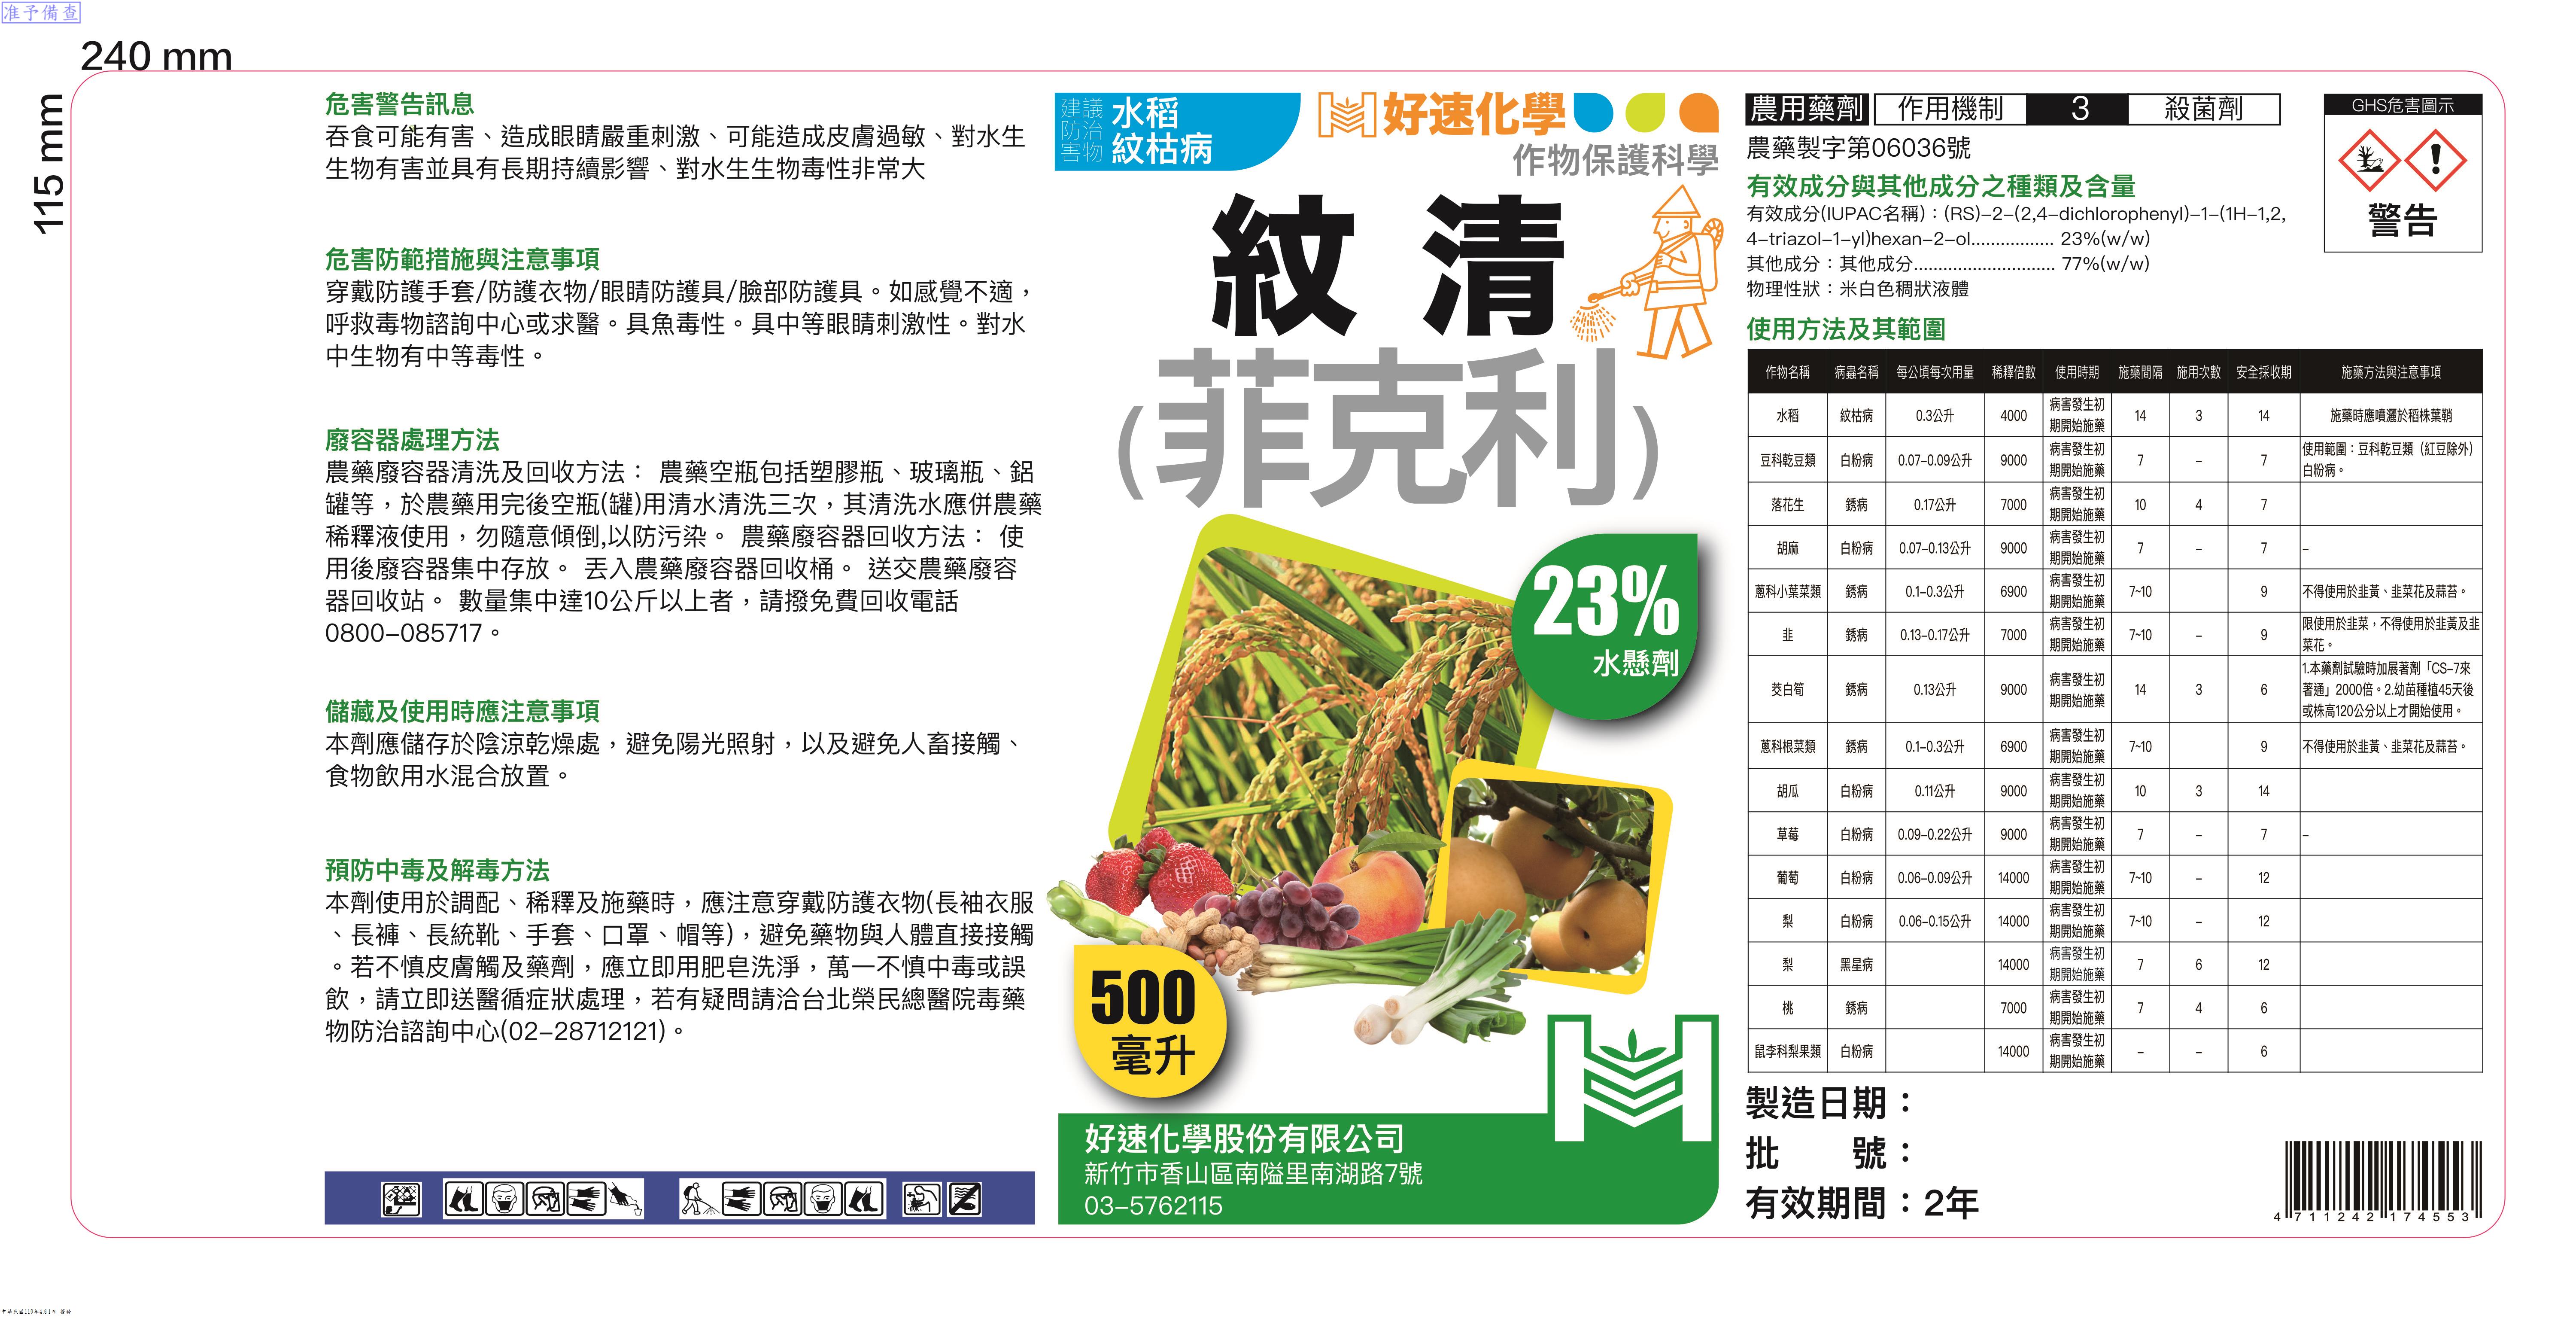 准予備查
240 mm
115 mm
危害警告訊息
吞食可能有害、造成眼睛嚴重刺激、可能造成皮膚過敏、對水生
生物有害並具有長期持續影響、對水生生物毒性非常大
危害防範措施與注意事項
穿戴防護手套/防護衣物/眼睛防護具/臉部防護具。如感覺不適，
呼救毒物諮詢中心或求醫。具魚毒性。具中等眼睛刺激性。對水
中生物有中等毒性。
廢容器處理方法
農藥廢容器清洗及回收方法： 農藥空瓶包括塑膠瓶、玻璃瓶、鋁
罐等，於農藥用完後空瓶(罐)用清水清洗三次，其清洗水應併農藥
稀釋液使用，勿隨意傾倒,以防污染。 農藥廢容器回收方法： 使
用後廢容器集中存放。 丟入農藥廢容器回收桶。 送交農藥廢容
器回收站。 數量集中達10公斤以上者，請撥免費回收電話
0800-085717。
儲藏及使用時應注意事項
本劑應儲存於陰涼乾燥處，避免陽光照射，以及避免人畜接觸、
食物飲用水混合放置。
預防中毒及解毒方法
本劑使用於調配、稀釋及施藥時，應注意穿戴防護衣物(長袖衣服
、長褲、長統靴、手套、口罩、帽等)，避免藥物與人體直接接觸
。若不慎皮膚觸及藥劑，應立即用肥皂洗淨，萬一不慎中毒或誤
飲，請立即送醫循症狀處理，若有疑問請洽台北榮民總醫院毒藥
物防治諮詢中心(02-28712121)。
建議
防治
害物
水稻
紋枯病
好速化學
作物保護科學
紋清
(菲克利)
23%
水懸劑
500
毫升
好速化學股份有限公司
新竹市香山區南隘里南湖路7號
03-5762115
農用藥劑 作用機制 3 殺菌劑
農藥製字第06036號
有效成分與其他成分之種類及含量
有效成分(IUPAC名稱)：(RS)-2-(2,4-dichlorophenyl)-1-(1H-1,2,
4-triazol-1-yl)hexan-2-ol................. 23%(w/w)
其他成分：其他成分............................. 77%(w/w)
物理性狀：米白色稠狀液體
GHS危害圖示
警告
使用方法及其範圍
作物名稱 病蟲名稱 每公頃每次用量 稀釋倍數 使用時期 施藥間隔 施用次數 安全採收期 施藥方法與注意事項
水稻 紋枯病 0.3公升 4000 病害發生初期開始施藥 14 3 14 施藥時應噴灑於稻株葉鞘
豆科乾豆類 白粉病 0.07-0.09公升 9000 病害發生初期開始施藥 7 - 7 使用範圍：豆科乾豆類（紅豆除外）白粉病。
落花生 銹病 0.17公升 7000 病害發生初期開始施藥 10 4 7
胡麻 白粉病 0.07-0.13公升 9000 病害發生初期開始施藥 7 - 7 -
蔥科小葉菜類 銹病 0.1-0.3公升 6900 病害發生初期開始施藥 7~10 9 不得使用於韭黃、韭菜花及蒜苔。
韭 銹病 0.13-0.17公升 7000 病害發生初期開始施藥 7~10 - 9 限使用於韭菜，不得使用於韭黃及韭菜花。
茭白筍 銹病 0.13公升 9000 病害發生初期開始施藥 14 3 6 1.本藥劑試驗時加展著劑「CS-7來著通」2000倍。2.幼苗種植45天後或株高120公分以上才開始使用。
蔥科根菜類 銹病 0.1-0.3公升 6900 病害發生初期開始施藥 7~10 9 不得使用於韭黃、韭菜花及蒜苔。
胡瓜 白粉病 0.11公升 9000 病害發生初期開始施藥 10 3 14
草莓 白粉病 0.09-0.22公升 9000 病害發生初期開始施藥 7 - 7 -
葡萄 白粉病 0.06-0.09公升 14000 病害發生初期開始施藥 7~10 - 12
梨 白粉病 0.06-0.15公升 14000 病害發生初期開始施藥 7~10 - 12
梨 黑星病 14000 病害發生初期開始施藥 7 6 12
桃 銹病 7000 病害發生初期開始施藥 7 4 6
鼠李科梨果類 白粉病 14000 病害發生初期開始施藥 - - 6
製造日期：
批 號：
有效期間：2年
4 711242 174553